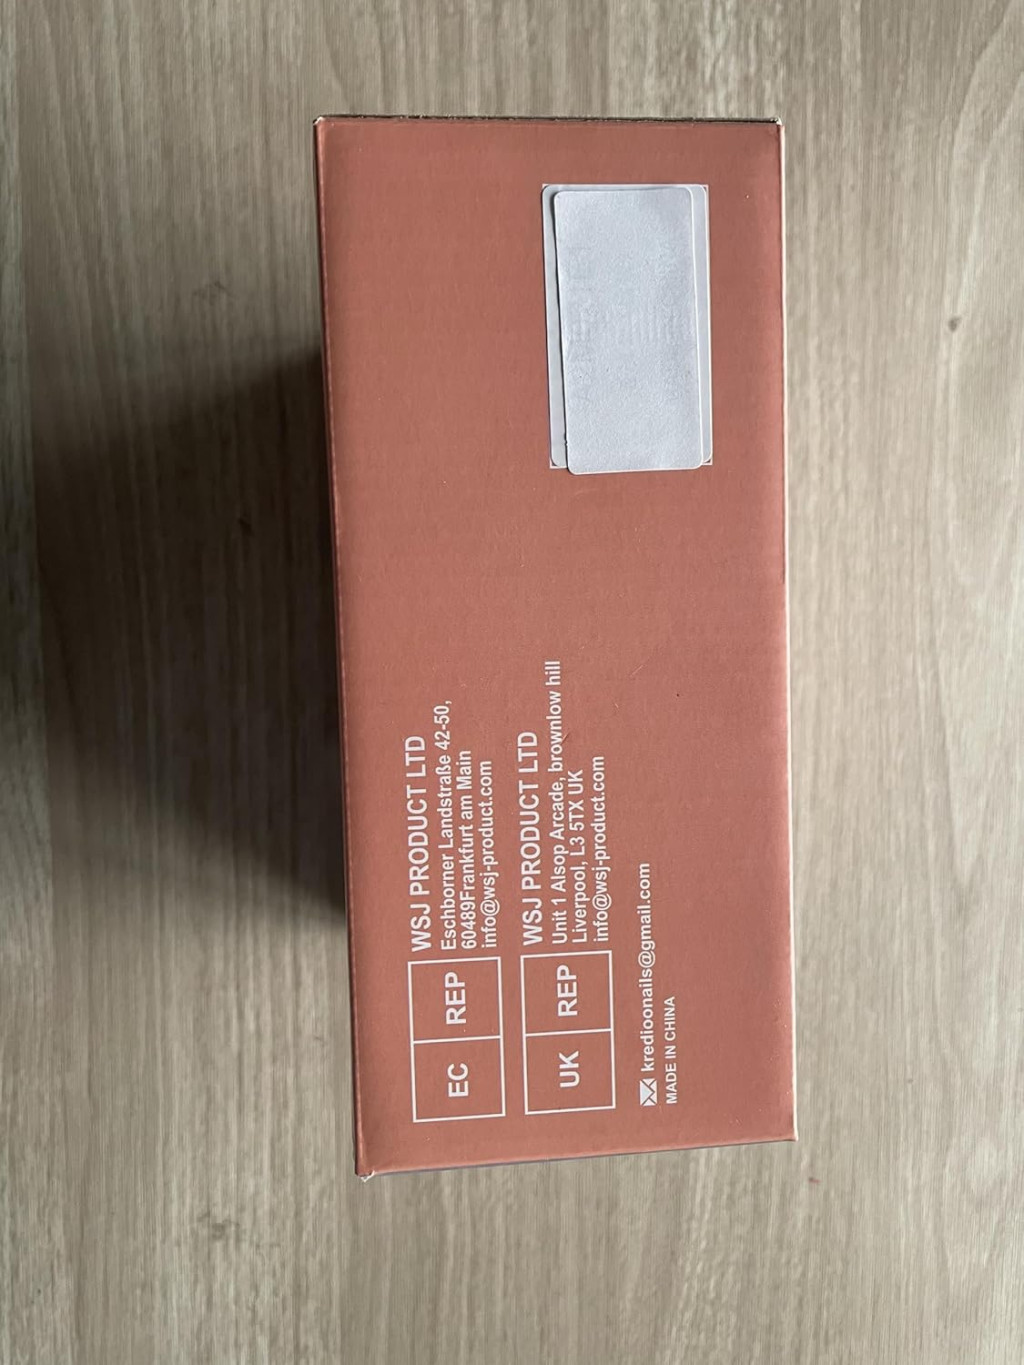 EC REP
WSJ PRODUCT LTD
Eschborner Landstraße 42-50,
60489Frankfurt am Main
info@wsj-product.com
UK REP
WSJ PRODUCT LTD
Unit 1 Alsop Arcade, brownlow hill
Liverpool, L3 5TX UK
info@wsj-product.com
kredioonails@gmail.com
MADE IN CHINA